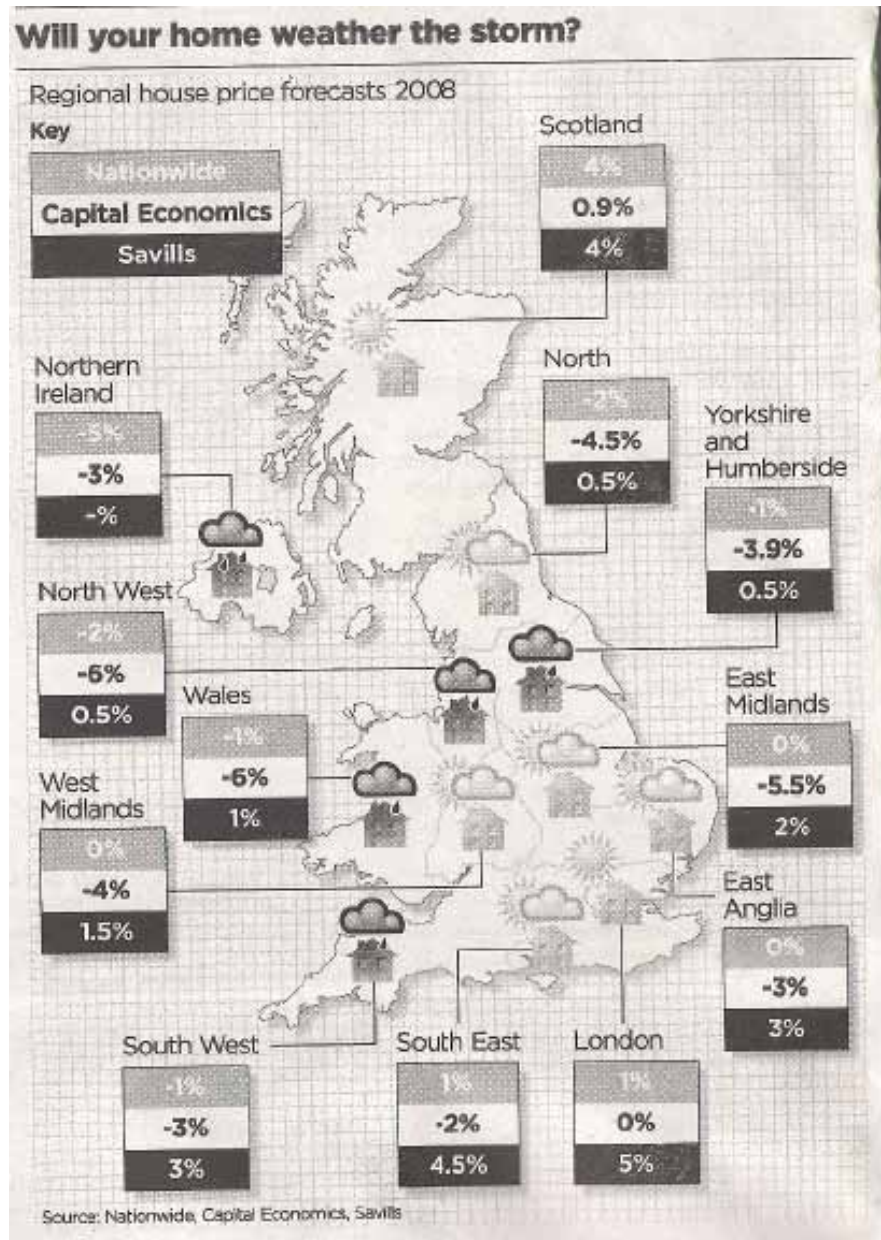 Will your home weather the storm?
Regional house price forecasts 2008
Key
Nationwide
Capital Economics
Savills
Scotland
4%
0.9%
4%
Northern
Ireland
-3%
-3%
-%
North
-2%
-4.5%
0.5%
Yorkshire
and
Humberside
-1%
-3.9%
0.5%
North West
-2%
-6%
0.5%
Wales
-1%
-6%
1%
East
Midlands
0%
-5.5%
2%
West
Midlands
0%
-4%
1.5%
East
Anglia
0%
-3%
3%
South West
-1%
-3%
3%
South East
1%
-2%
4.5%
London
1%
0%
5%
Source: Nationwide, Capital Economics, Savills